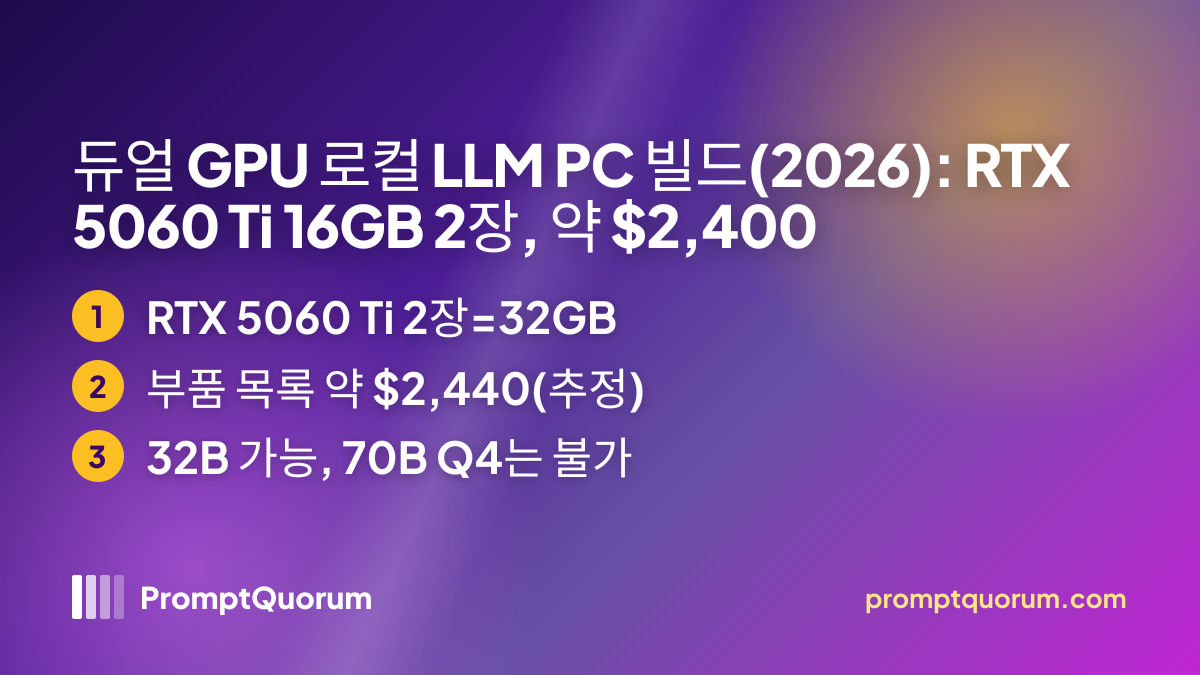 듀얼 GPU 로컬 LLM PC 빌드(2026): RTX
5060 Ti 16GB 2장, 약 $2,400
1 RTX 5060 Ti 2장=32GB
2 부품 목록 약 $2,440(추정)
3 32B 가능, 70B Q4는 불가
PromptQuorum
promptquorum.com